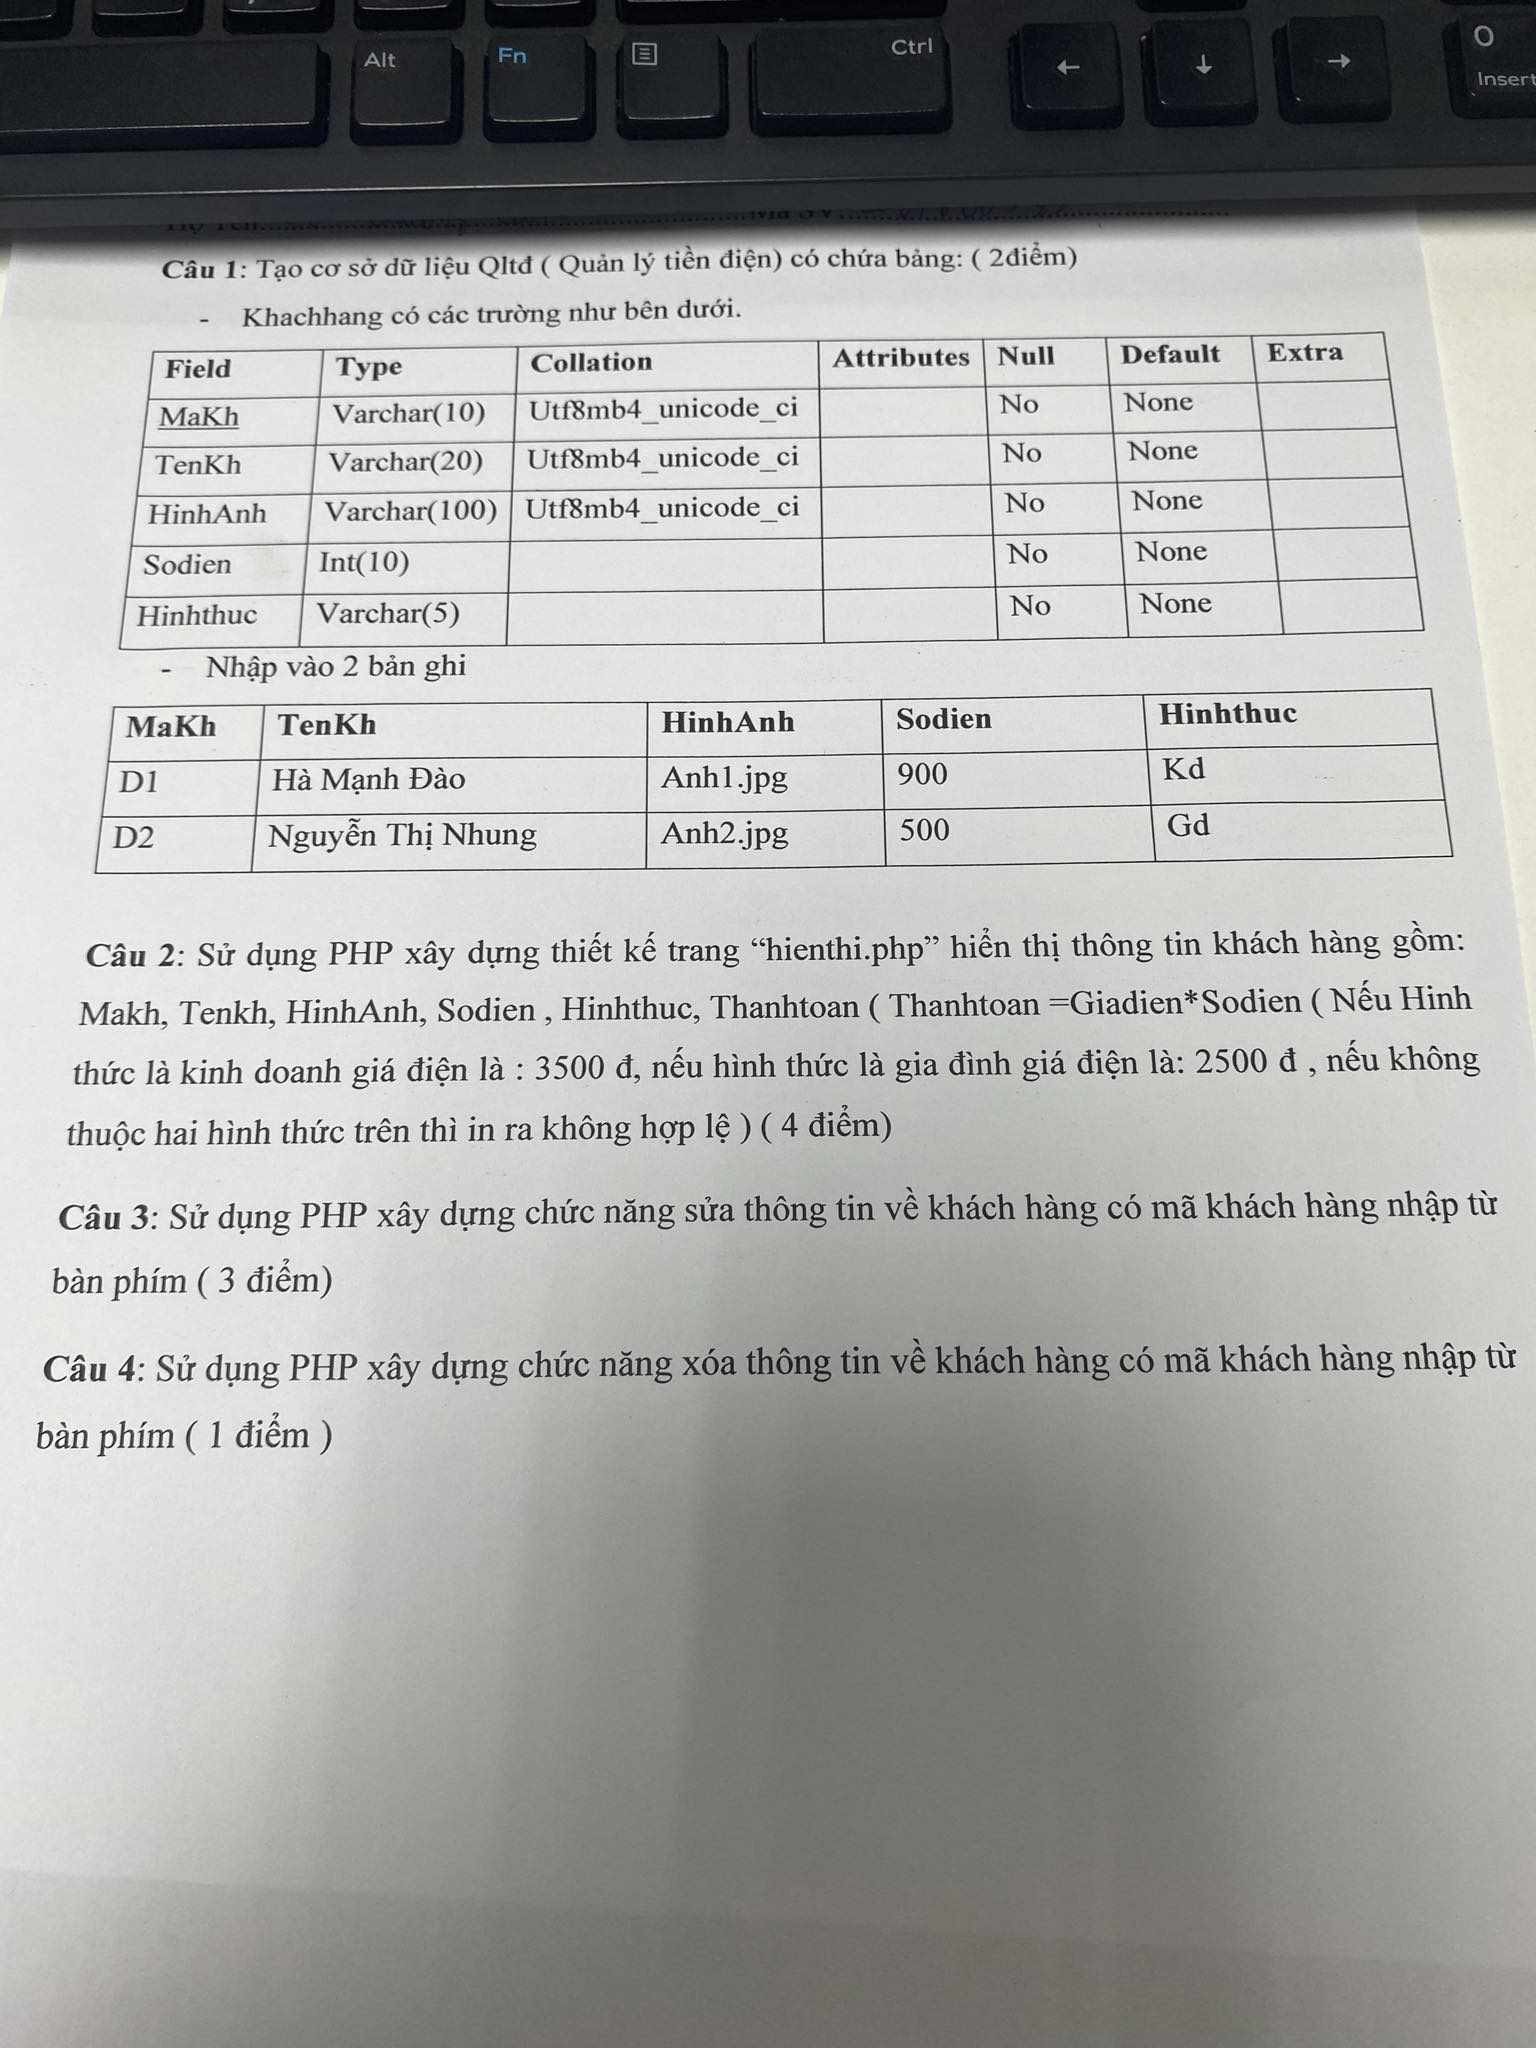 Alt Fn Ctrl ← ↓ → 0
Insert
Câu 1: Tạo cơ sở dữ liệu Qltđ ( Quản lý tiền điện) có chứa bảng: ( 2điểm)
- Khachhang có các trường như bên dưới.
Field Type Collation Attributes Null Default Extra
MaKh Varchar(10) Utf8mb4_unicode_ci No None
TenKh Varchar(20) Utf8mb4_unicode_ci No None
HinhAnh Varchar(100) Utf8mb4_unicode_ci No None
Sodien Int(10) No None
Hinhthuc Varchar(5) No None
- Nhập vào 2 bản ghi
MaKh TenKh HinhAnh Sodien Hinhthuc
D1 Hà Mạnh Đào Anh1.jpg 900 Kd
D2 Nguyễn Thị Nhung Anh2.jpg 500 Gd
Câu 2: Sử dụng PHP xây dựng thiết kế trang “hienthi.php” hiển thị thông tin khách hàng gồm:
Makh, Tenkh, HinhAnh, Sodien , Hinhthuc, Thanhtoan ( Thanhtoan =Giadien*Sodien ( Nếu Hinh
thức là kinh doanh giá điện là : 3500 đ, nếu hình thức là gia đình giá điện là: 2500 đ , nếu không
thuộc hai hình thức trên thì in ra không hợp lệ ) ( 4 điểm)
Câu 3: Sử dụng PHP xây dựng chức năng sửa thông tin về khách hàng có mã khách hàng nhập từ
bàn phím ( 3 điểm)
Câu 4: Sử dụng PHP xây dựng chức năng xóa thông tin về khách hàng có mã khách hàng nhập từ
bàn phím ( 1 điểm )